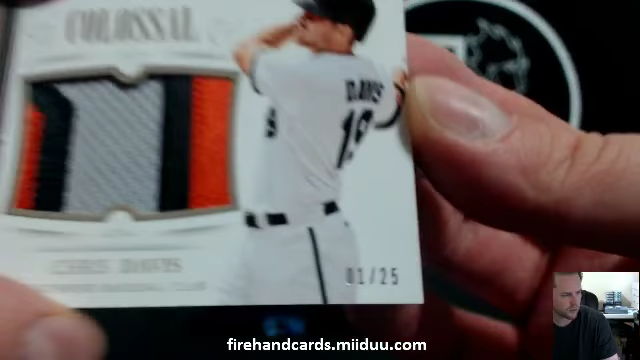 COLOSSAL
DAVIS
19
CHRIS DAVIS
01/25
firehandcards.miiduu.com